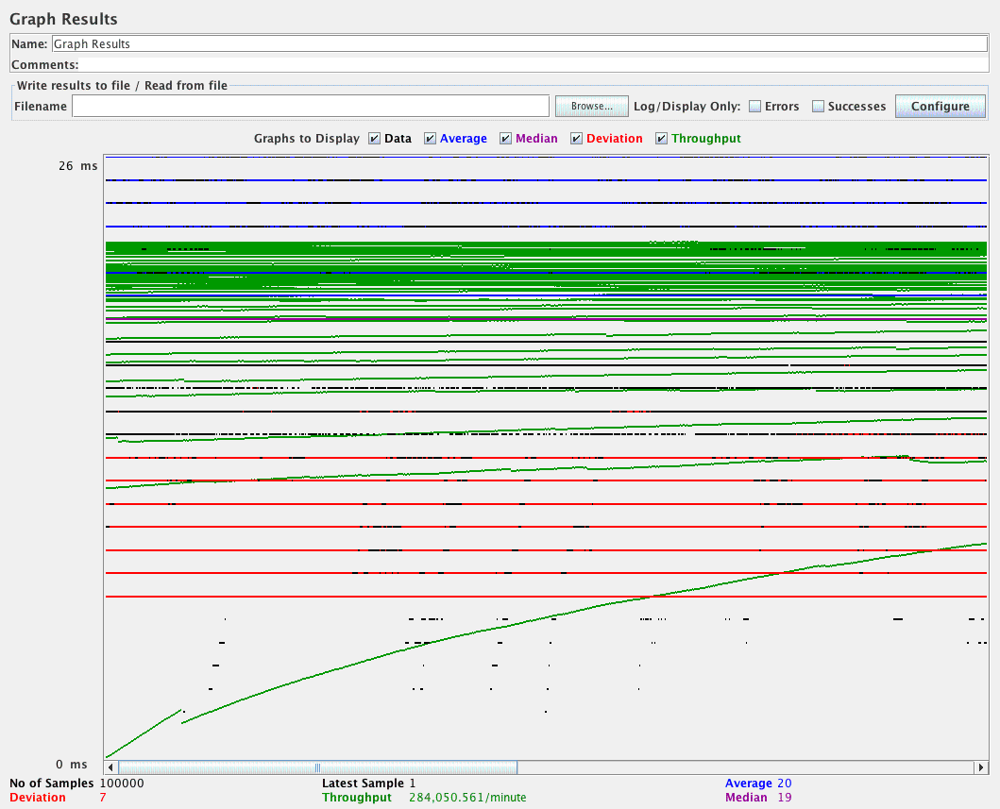 Graph Results
Name: Graph Results
Comments:
Write results to file / Read from file
Filename Browse... Log/Display Only: Errors Successes Configure
Graphs to Display Data Average Median Deviation Throughput
26 ms
0 ms
No of Samples 100000 Latest Sample 1 Average 20
Deviation 7 Throughput 284,050.561/minute Median 19